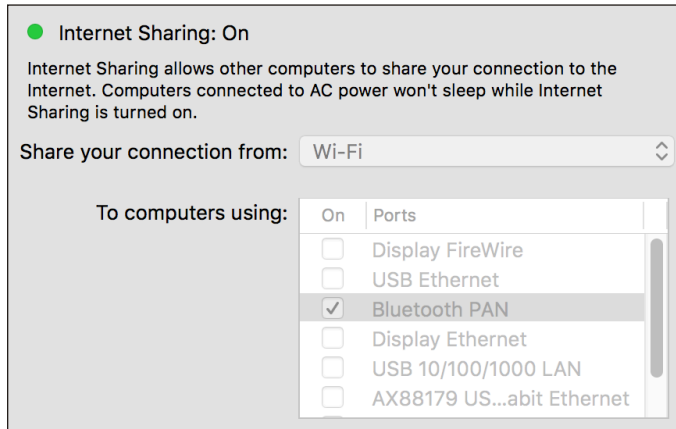 Internet Sharing: On
Internet Sharing allows other computers to share your connection to the
Internet. Computers connected to AC power won't sleep while Internet
Sharing is turned on.
Share your connection from: Wi-Fi
To computers using: On Ports
Display FireWire
USB Ethernet
Bluetooth PAN
Display Ethernet
USB 10/100/1000 LAN
AX88179 US...abit Ethernet